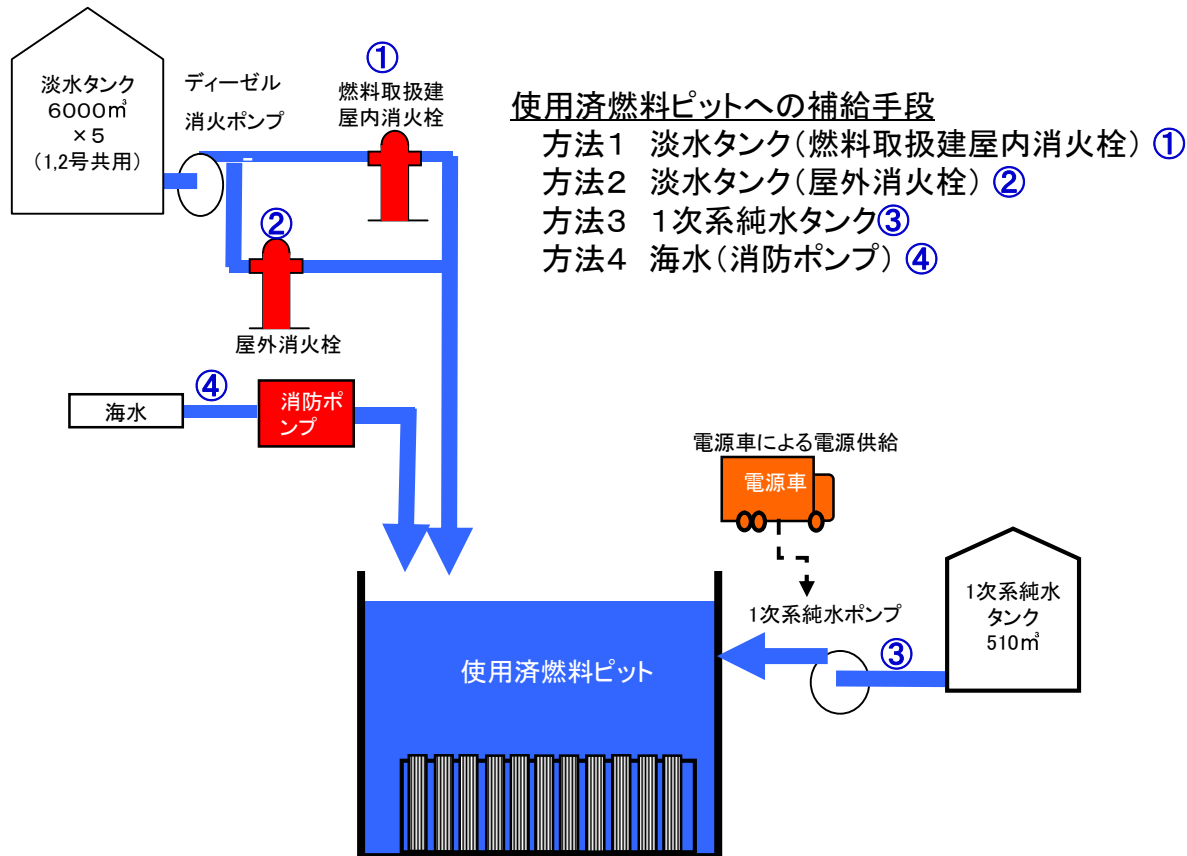 淡水タンク
6000㎥
×5
(1,2号共用)
ディーゼル
消火ポンプ
①
燃料取扱建
屋内消火栓
②
屋外消火栓
使用済燃料ピットへの補給手段
方法1 淡水タンク(燃料取扱建屋内消火栓) ①
方法2 淡水タンク(屋外消火栓) ②
方法3 1次系純水タンク③
方法4 海水(消防ポンプ) ④
海水
④
消防ポ
ンプ
電源車による電源供給
電源車
1次系純水ポンプ
③
1次系純水
タンク
510㎥
使用済燃料ピット